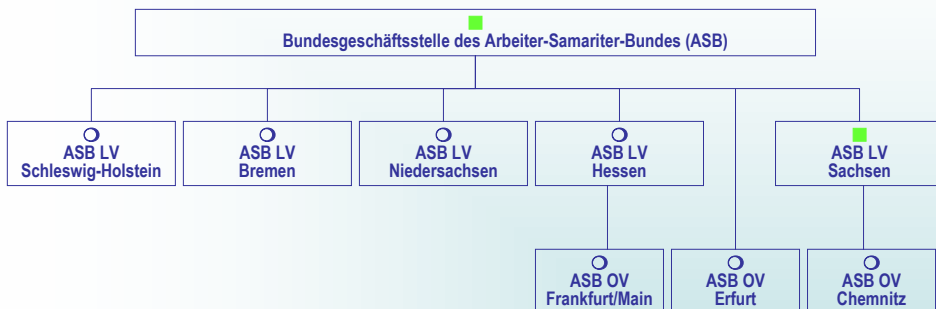 Bundesgeschäftsstelle des Arbeiter-Samariter-Bundes (ASB)
ASB LV
Schleswig-Holstein
ASB LV
Bremen
ASB LV
Niedersachsen
ASB LV
Hessen
ASB LV
Sachsen
ASB OV
Frankfurt/Main
ASB OV
Erfurt
ASB OV
Chemnitz